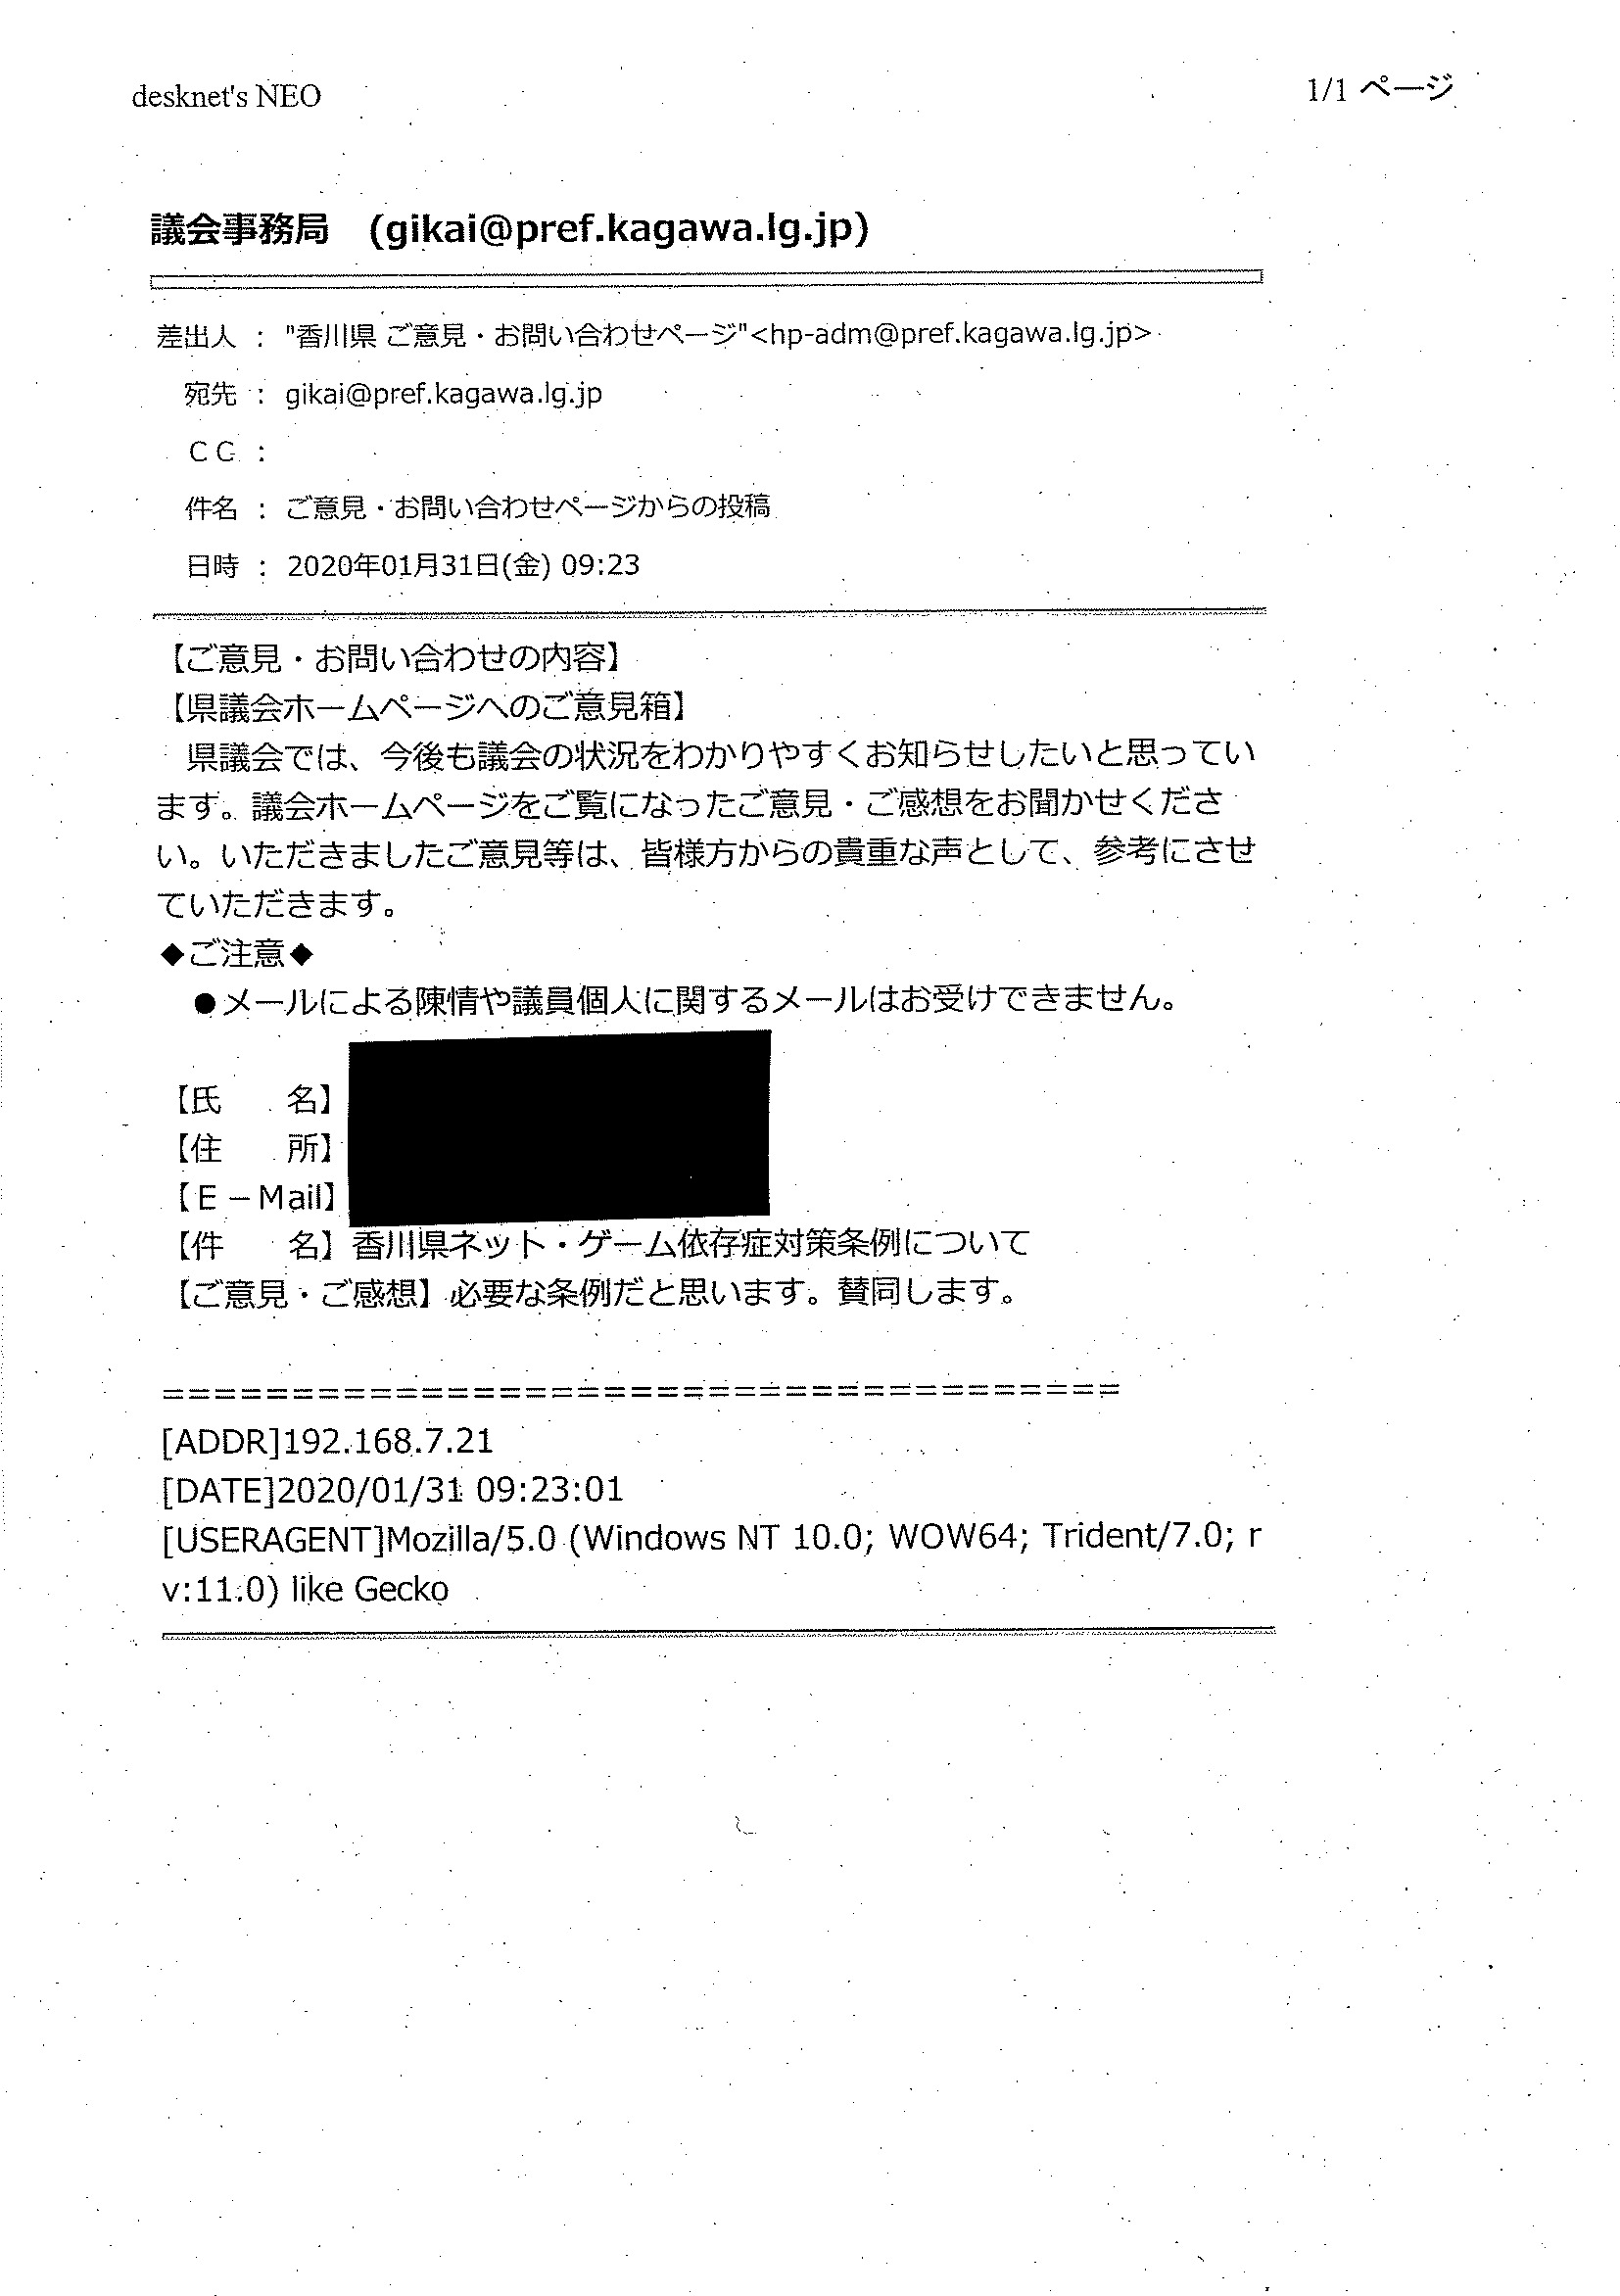 desknet's NEO
1/1 ページ
議会事務局　(gikai@pref.kagawa.lg.jp)
差出人 ： "香川県 ご意見・お問い合わせページ"<hp-adm@pref.kagawa.lg.jp>
宛先 ： gikai@pref.kagawa.lg.jp
ＣＣ ：
件名 ： ご意見・お問い合わせページからの投稿
日時 ： 2020年01月31日(金) 09:23
【ご意見・お問い合わせの内容】
【県議会ホームページへのご意見箱】
県議会では、今後も議会の状況をわかりやすくお知らせしたいと思ってい
ます。議会ホームページをご覧になったご意見・ご感想をお聞かせくださ
い。いただきましたご意見等は、皆様方からの貴重な声として、参考にさせ
ていただきます。
◆ご注意◆
●メールによる陳情や議員個人に関するメールはお受けできません。
【氏　　名】
【住　　所】
【Ｅ－Mail】
【件　　名】香川県ネット・ゲーム依存症対策条例について
【ご意見・ご感想】必要な条例だと思います。賛同します。
=====================================
[ADDR]192.168.7.21
[DATE]2020/01/31 09:23:01
[USERAGENT]Mozilla/5.0 (Windows NT 10.0; WOW64; Trident/7.0; r
v:11.0) like Gecko